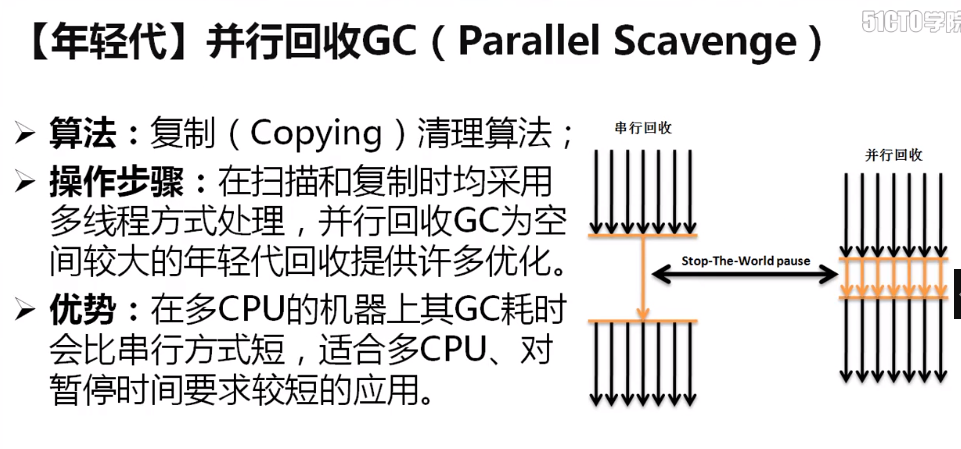 51CTO学院
【年轻代】并行回收GC（Parallel Scavenge）
➢ 算法：复制（Copying）清理算法；
➢ 操作步骤：在扫描和复制时均采用
多线程方式处理，并行回收GC为空
间较大的年轻代回收提供许多优化。
➢ 优势：在多CPU的机器上其GC耗时
会比串行方式短，适合多CPU、对
暂停时间要求较短的应用。
串行回收
并行回收
Stop-The-World pause